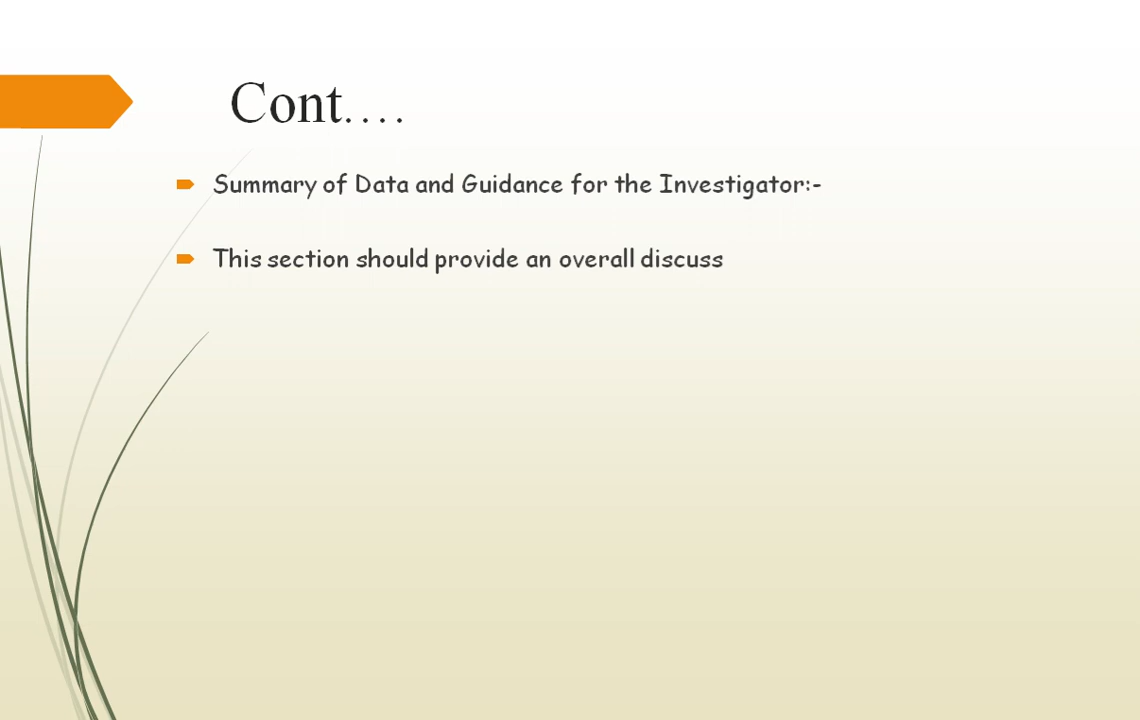 Cont....
Summary of Data and Guidance for the Investigator:-
This section should provide an overall discuss